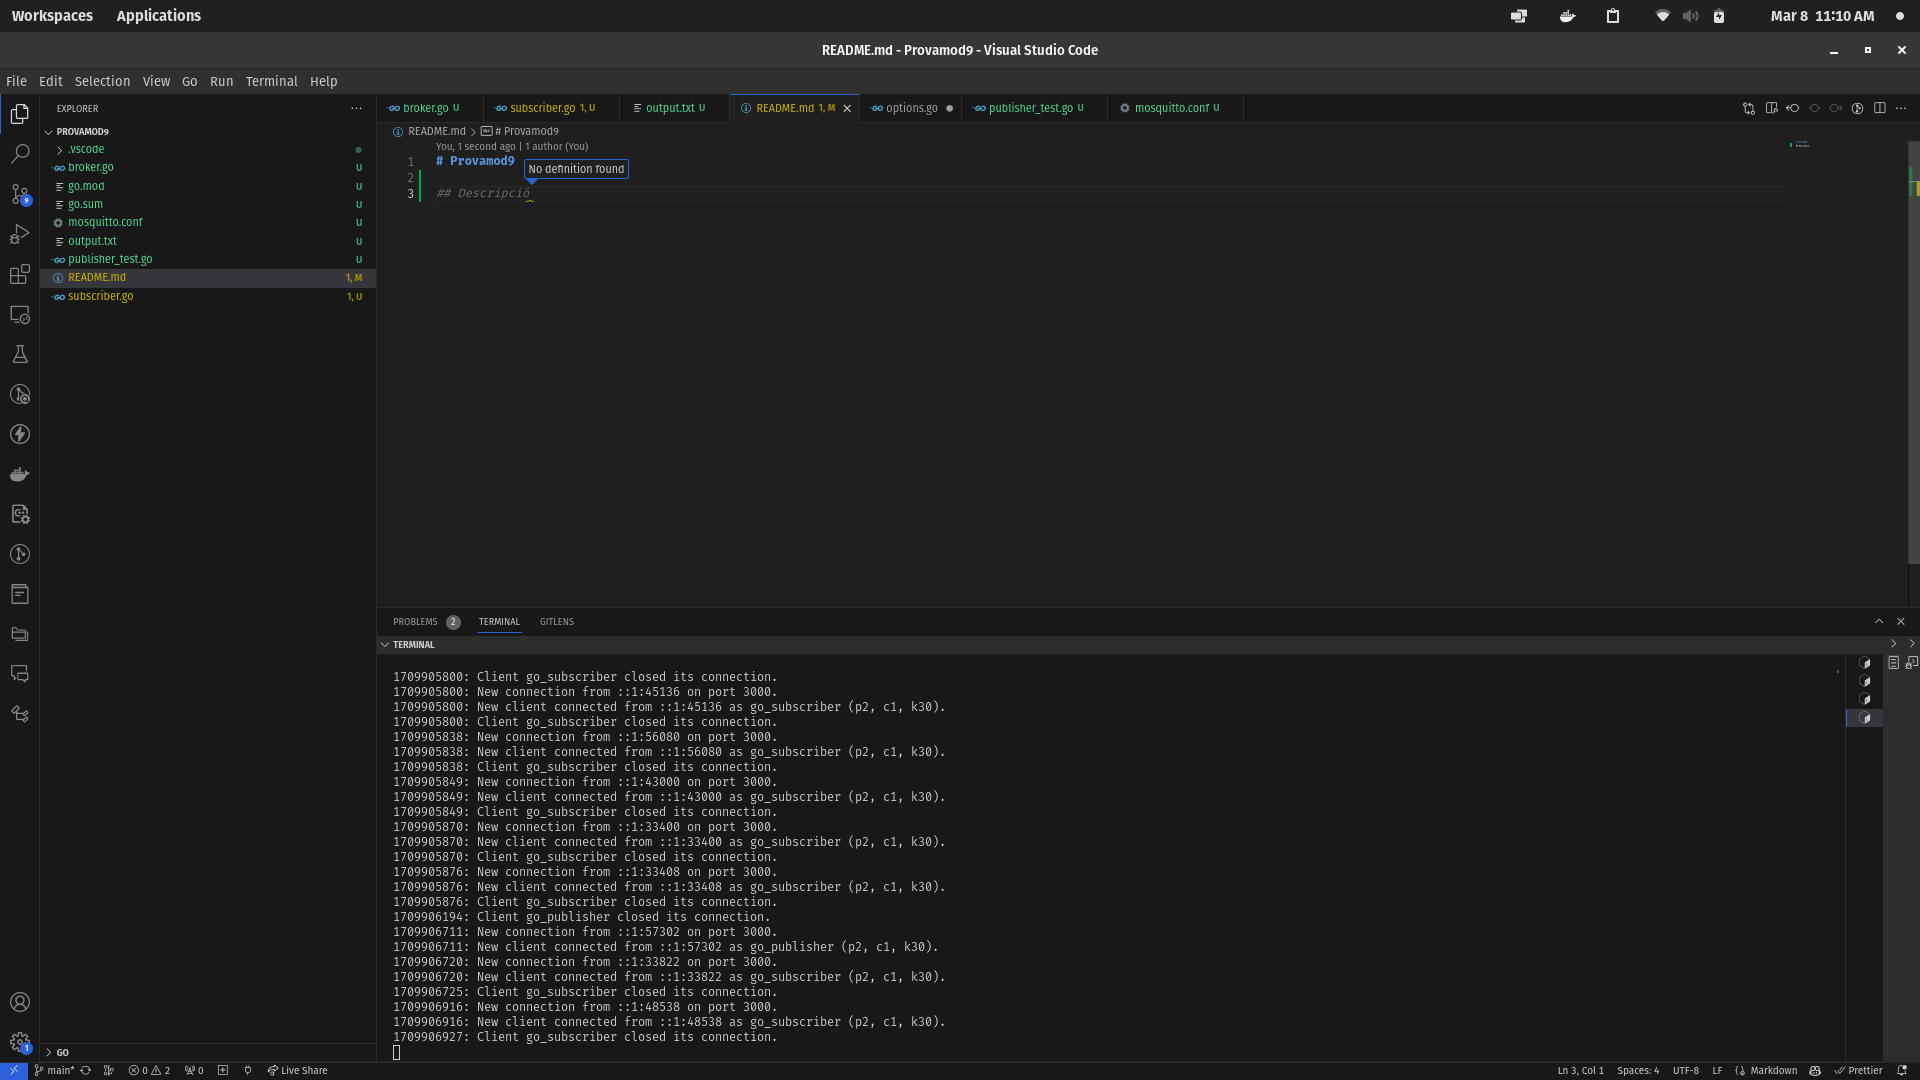 Workspaces Applications Mar 8 11:10 AM
README.md - Provamod9 - Visual Studio Code
File Edit Selection View Go Run Terminal Help
EXPLORER
PROVAMOD9
.vscode
broker.go U
go.mod U
go.sum U
mosquitto.conf U
output.txt U
publisher_test.go U
README.md 1, M
subscriber.go 1, U
GO
9
1
broker.go U subscriber.go 1, U output.txt U README.md 1, M options.go publisher_test.go U mosquitto.conf U
README.md # Provamod9
You, 1 second ago | 1 author (You)
1 # Provamod9
No definition found
2
3 ## Descripció
PROBLEMS 2 TERMINAL GITLENS
TERMINAL
1709905800: Client go_subscriber closed its connection.
1709905800: New connection from ::1:45136 on port 3000.
1709905800: New client connected from ::1:45136 as go_subscriber (p2, c1, k30).
1709905800: Client go_subscriber closed its connection.
1709905838: New connection from ::1:56080 on port 3000.
1709905838: New client connected from ::1:56080 as go_subscriber (p2, c1, k30).
1709905838: Client go_subscriber closed its connection.
1709905849: New connection from ::1:43000 on port 3000.
1709905849: New client connected from ::1:43000 as go_subscriber (p2, c1, k30).
1709905849: Client go_subscriber closed its connection.
1709905870: New connection from ::1:33400 on port 3000.
1709905870: New client connected from ::1:33400 as go_subscriber (p2, c1, k30).
1709905870: Client go_subscriber closed its connection.
1709905876: New connection from ::1:33408 on port 3000.
1709905876: New client connected from ::1:33408 as go_subscriber (p2, c1, k30).
1709905876: Client go_subscriber closed its connection.
1709906194: Client go_publisher closed its connection.
1709906711: New connection from ::1:57302 on port 3000.
1709906711: New client connected from ::1:57302 as go_publisher (p2, c1, k30).
1709906720: New connection from ::1:33822 on port 3000.
1709906720: New client connected from ::1:33822 as go_subscriber (p2, c1, k30).
1709906725: Client go_subscriber closed its connection.
1709906916: New connection from ::1:48538 on port 3000.
1709906916: New client connected from ::1:48538 as go_subscriber (p2, c1, k30).
1709906927: Client go_subscriber closed its connection.
main* 0 2 0 Live Share Ln 3, Col 1 Spaces: 4 UTF-8 LF Markdown Prettier